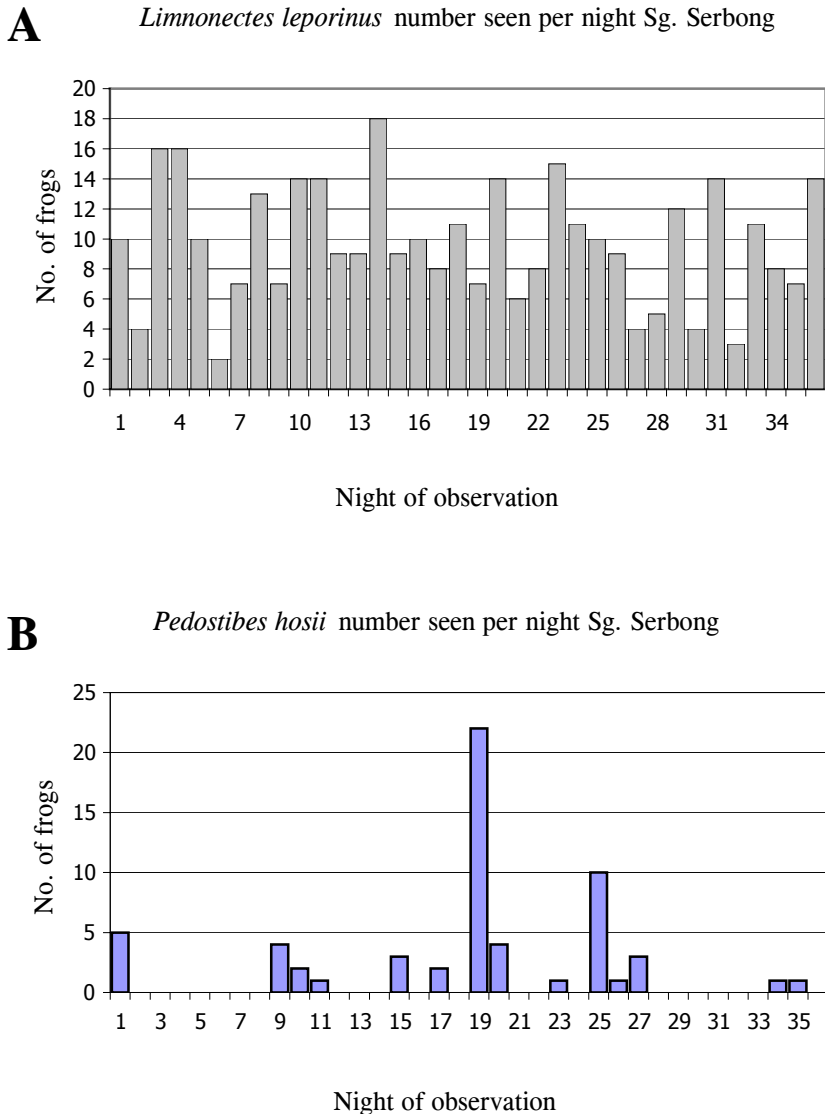 A
Limnonectes leporinus number seen per night Sg. Serbong
20
18
16
14
12
10
8
6
4
2
0
No. of frogs
1 4 7 10 13 16 19 22 25 28 31 34
Night of observation
B
Pedostibes hosii number seen per night Sg. Serbong
25
20
15
10
5
0
No. of frogs
1 3 5 7 9 11 13 15 17 19 21 23 25 27 29 31 33 35
Night of observation